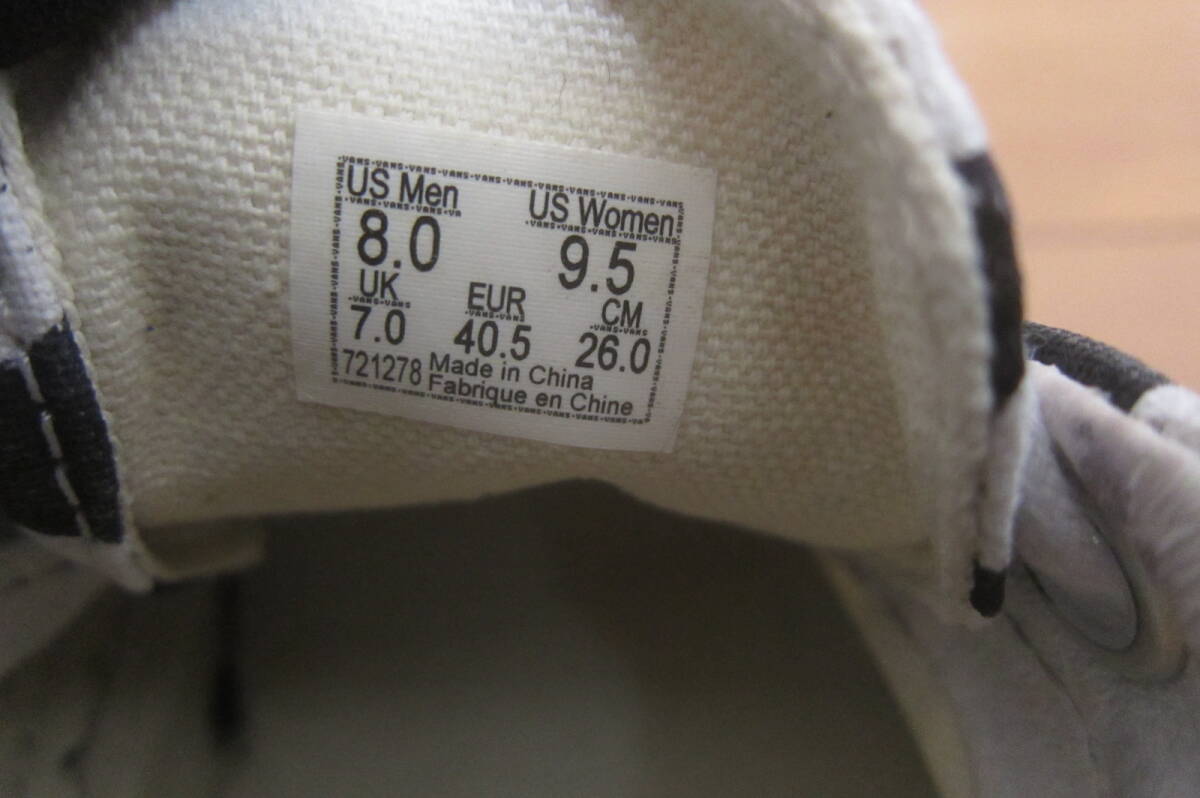 US Men US Women
8.0 9.5
UK EUR CM
7.0 40.5 26.0
721278 Made in China
Fabrique en Chine